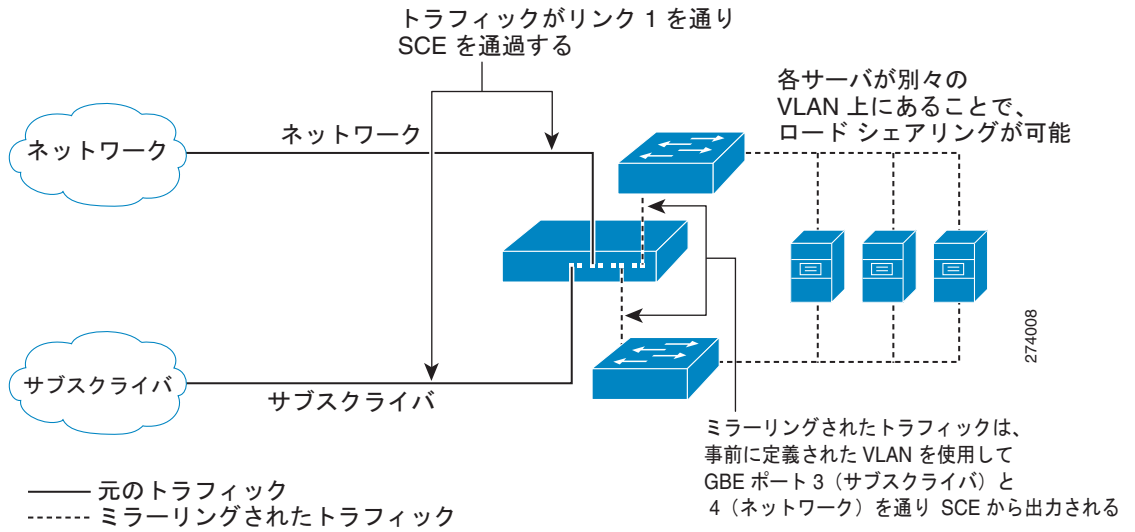 トラフィックがリンク 1 を通り
SCE を通過する
各サーバが別々の
VLAN 上にあることで、
ロード シェアリングが可能
ネットワーク
ネットワーク
サブスクライバ
サブスクライバ
274008
ミラーリングされたトラフィックは、
事前に定義された VLAN を使用して
GBE ポート 3（サブスクライバ）と
4（ネットワーク）を通り SCE から出力される
元のトラフィック
ミラーリングされたトラフィック